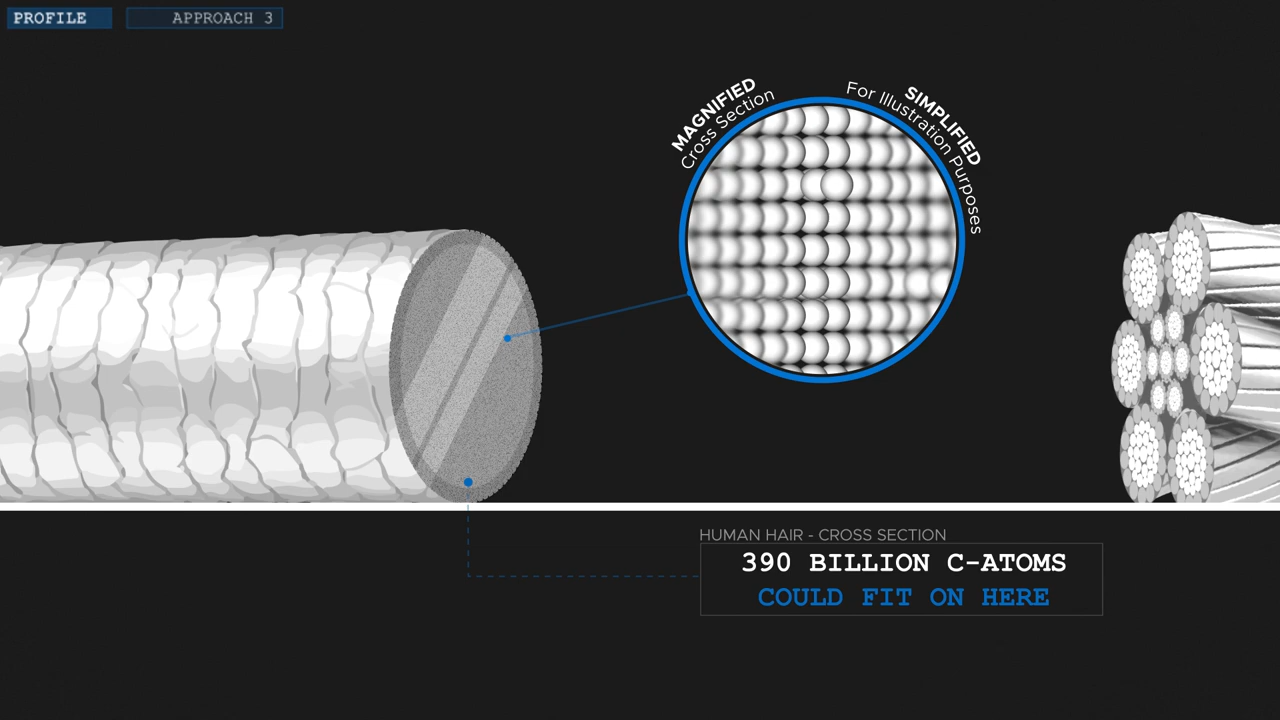 PROFILE
APPROACH 3
MAGNIFIED
Cross Section
SIMPLIFIED
For Illustration Purposes
HUMAN HAIR - CROSS SECTION
390 BILLION C-ATOMS
COULD FIT ON HERE